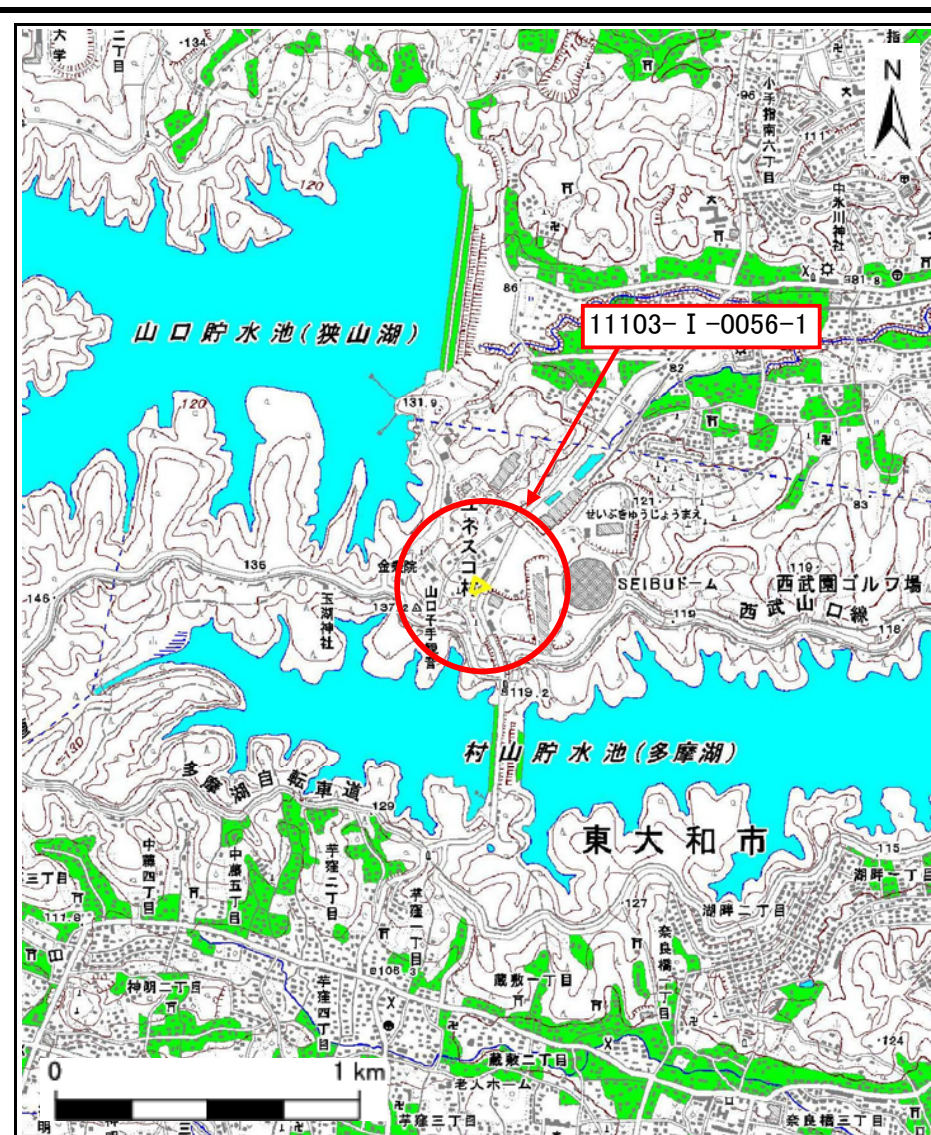 大学
二丁目
134
指
N
96
小手指南六丁目
111
中氷川神社
120
100
86
81.8
山口貯水池(狭山湖)
11103-Ⅰ-0056-1
82
120
131.9
121
せいぶきゅうじょうまえ
83
ユネスコ村
金乗院
136
146
玉湖神社
137.2
山口千手観音
SEIBUドーム
119
西武園ゴルフ場
西武山口線
119
118
119.2
130
村山貯水池(多摩湖)
多摩湖自転車道
129
東大和市
115
湖畔一丁目
三丁目
中藤四丁目
中藤五丁目
芋窪二丁目
芋窪一丁目
127
湖畔二丁目
奈良橋一丁目
111.8
神明二丁目
芋窪四丁目
蔵敷一丁目
蔵敷二丁目
124
0
1 km
老人ホーム
芋窪三丁目
奈良橋三丁目
明